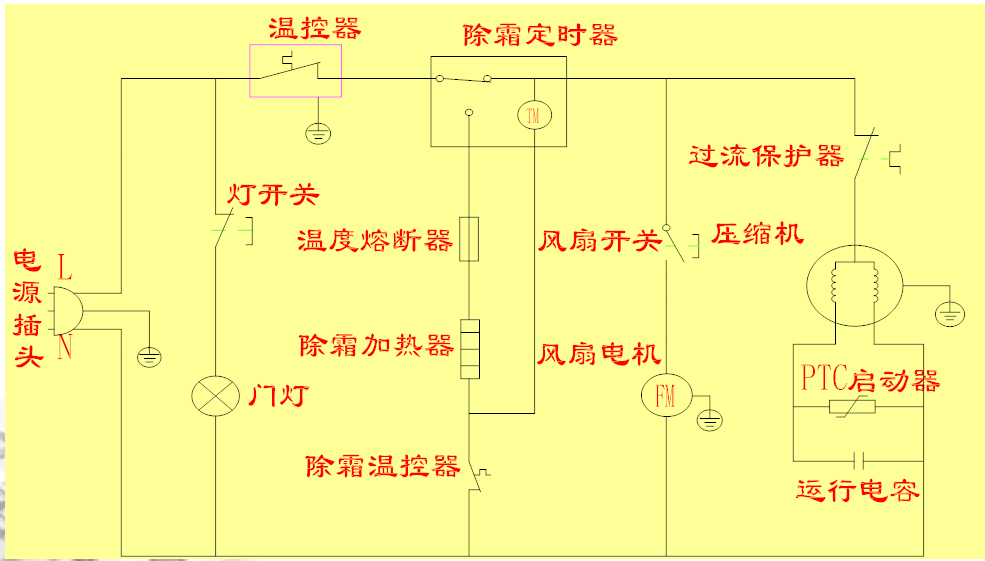 温控器
除霜定时器
TM
过流保护器
灯开关
温度熔断器
风扇开关
压缩机
电源插头
L
N
除霜加热器
风扇电机
门灯
FM
PTC启动器
除霜温控器
运行电容